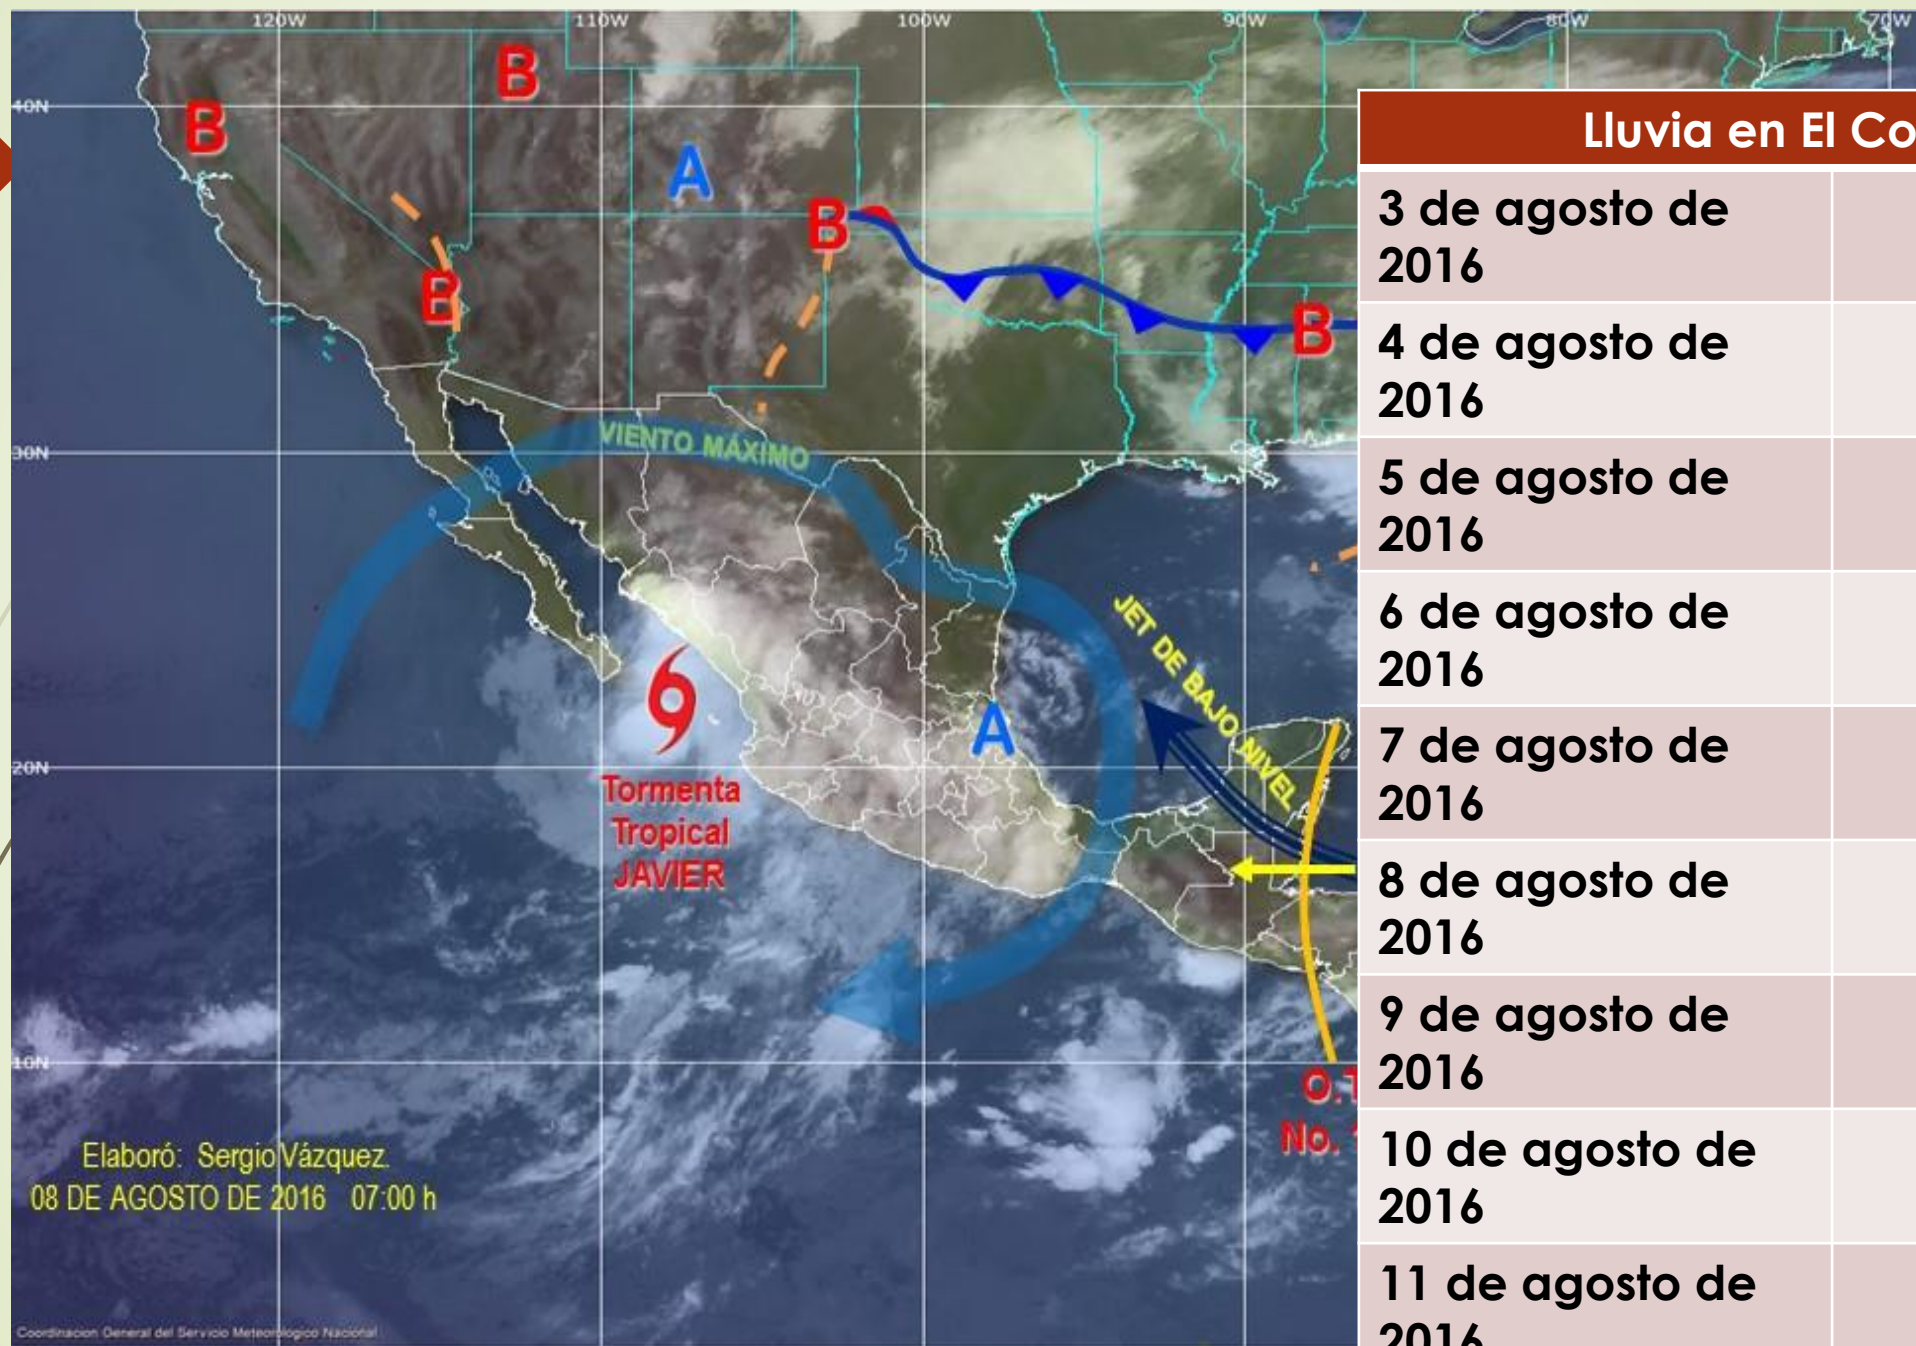 120W 110W 100W 90W 80W 70W
40N
B
B
A
B
B
B
30N
VIENTO MÁXIMO
JET DE BAJO NIVEL
A
20N
Tormenta
Tropical
JAVIER
10N
O.T
No.
Elaboró: Sergio Vázquez.
08 DE AGOSTO DE 2016 07:00 h
Coordinacion General del Servicio Meteorologico Nacional
Lluvia en El Co
3 de agosto de
2016
4 de agosto de
2016
5 de agosto de
2016
6 de agosto de
2016
7 de agosto de
2016
8 de agosto de
2016
9 de agosto de
2016
10 de agosto de
2016
11 de agosto de
2016